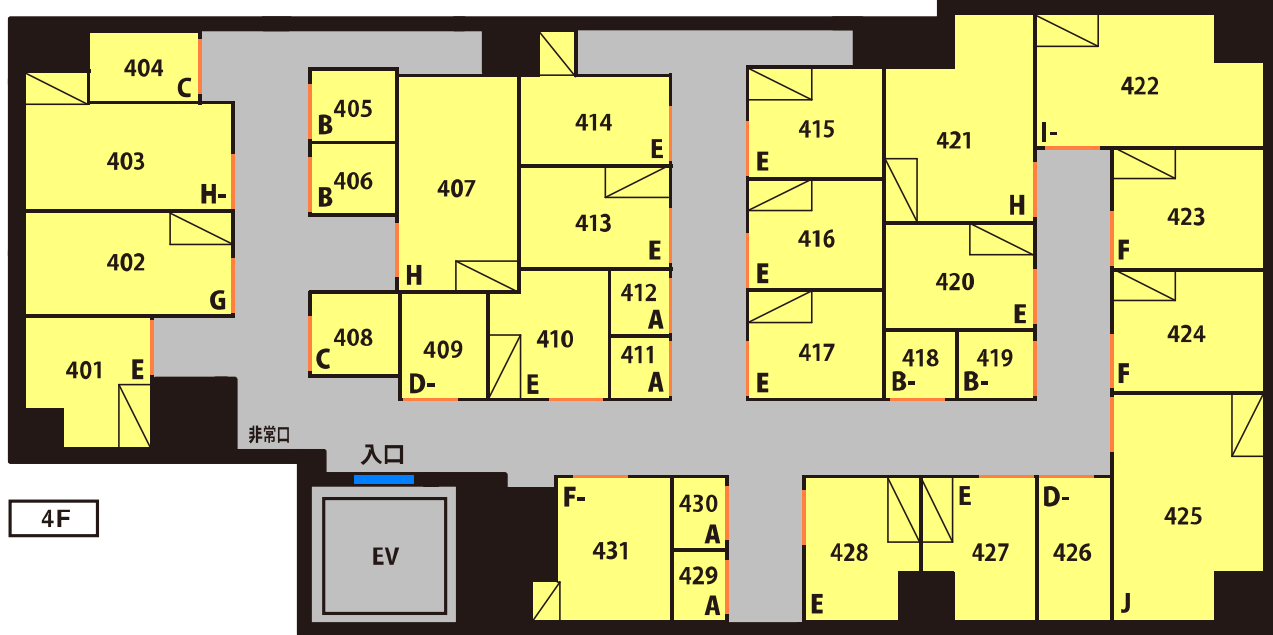 404
C
405
B
406
B
403
H-
402
G
401
E
407
H
408
C
409
D-
410
E
411
A
412
A
413
E
414
E
415
E
416
E
417
E
418
B-
419
B-
420
E
421
H
422
I-
423
F
424
F
425
J
426
D-
427
E
428
E
429
A
430
A
431
F-
非常口
入口
EV
4F